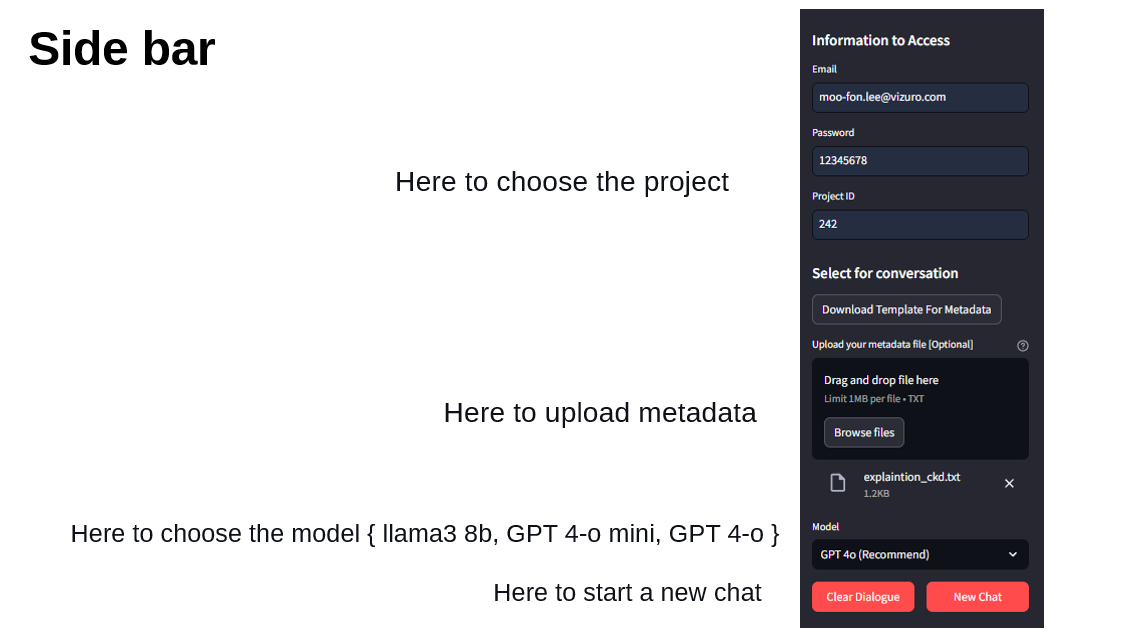 Side bar
Here to choose the project
Here to upload metadata
Here to choose the model { llama3 8b, GPT 4-o mini, GPT 4-o }
Here to start a new chat
Information to Access
Email
moo-fon.lee@vizuro.com
Password
12345678
Project ID
242
Select for conversation
Download Template For Metadata
Upload your metadata file [Optional]
Drag and drop file here
Limit 1MB per file • TXT
Browse files
explaintion_ckd.txt
1.2KB
Model
GPT 4o (Recommend)
Clear Dialogue New Chat